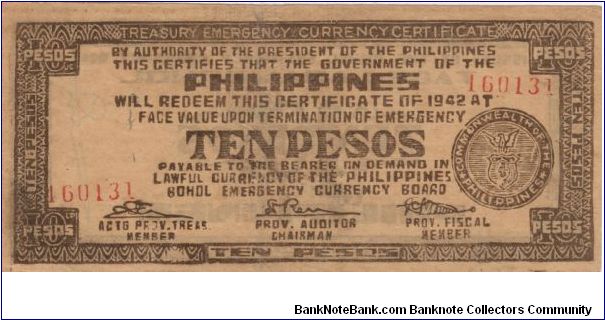 TREASURY EMERGENCY CURRENCY CERTIFICATE
PESOS PESOS
BY AUTHORITY OF THE PRESIDENT OF THE PHILIPPINES
THIS CERTIFIES THAT THE GOVERNMENT OF THE
PHILIPPINES
160131
WILL REDEEM THIS CERTIFICATE OF 1942 AT
FACE VALUE UPON TERMINATION OF EMERGENCY
TEN PESOS
PAYABLE TO THE BEARER ON DEMAND IN
LAWFUL CURRENCY OF THE PHILIPPINES
BOHOL EMERGENCY CURRENCY BOARD
COMMONWEALTH OF THE PHILIPPINES
160131
TEN PESOS
TEN PESOS
ACTG PROV. TREAS. PROV. AUDITOR PROV. FISCAL
MEMBER CHAIRMAN MEMBER
PESOS PESOS
TEN PESOS
BankNoteBank.com Banknote Collectors Community